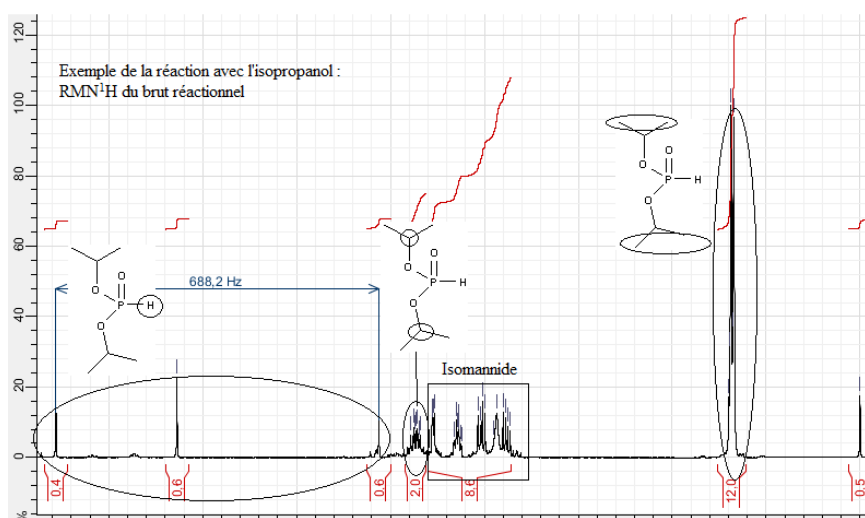 120
Exemple de la réaction avec l'isopropanol :
RMN¹H du brut réactionnel
100
80
60
40
20
0
%
688,2 Hz
O
O
P
H
O
O
O
P
H
O
O
O
P
H
O
Isomannide
0.4
0.6
0.6
2.0
8.6
12.0
0.5